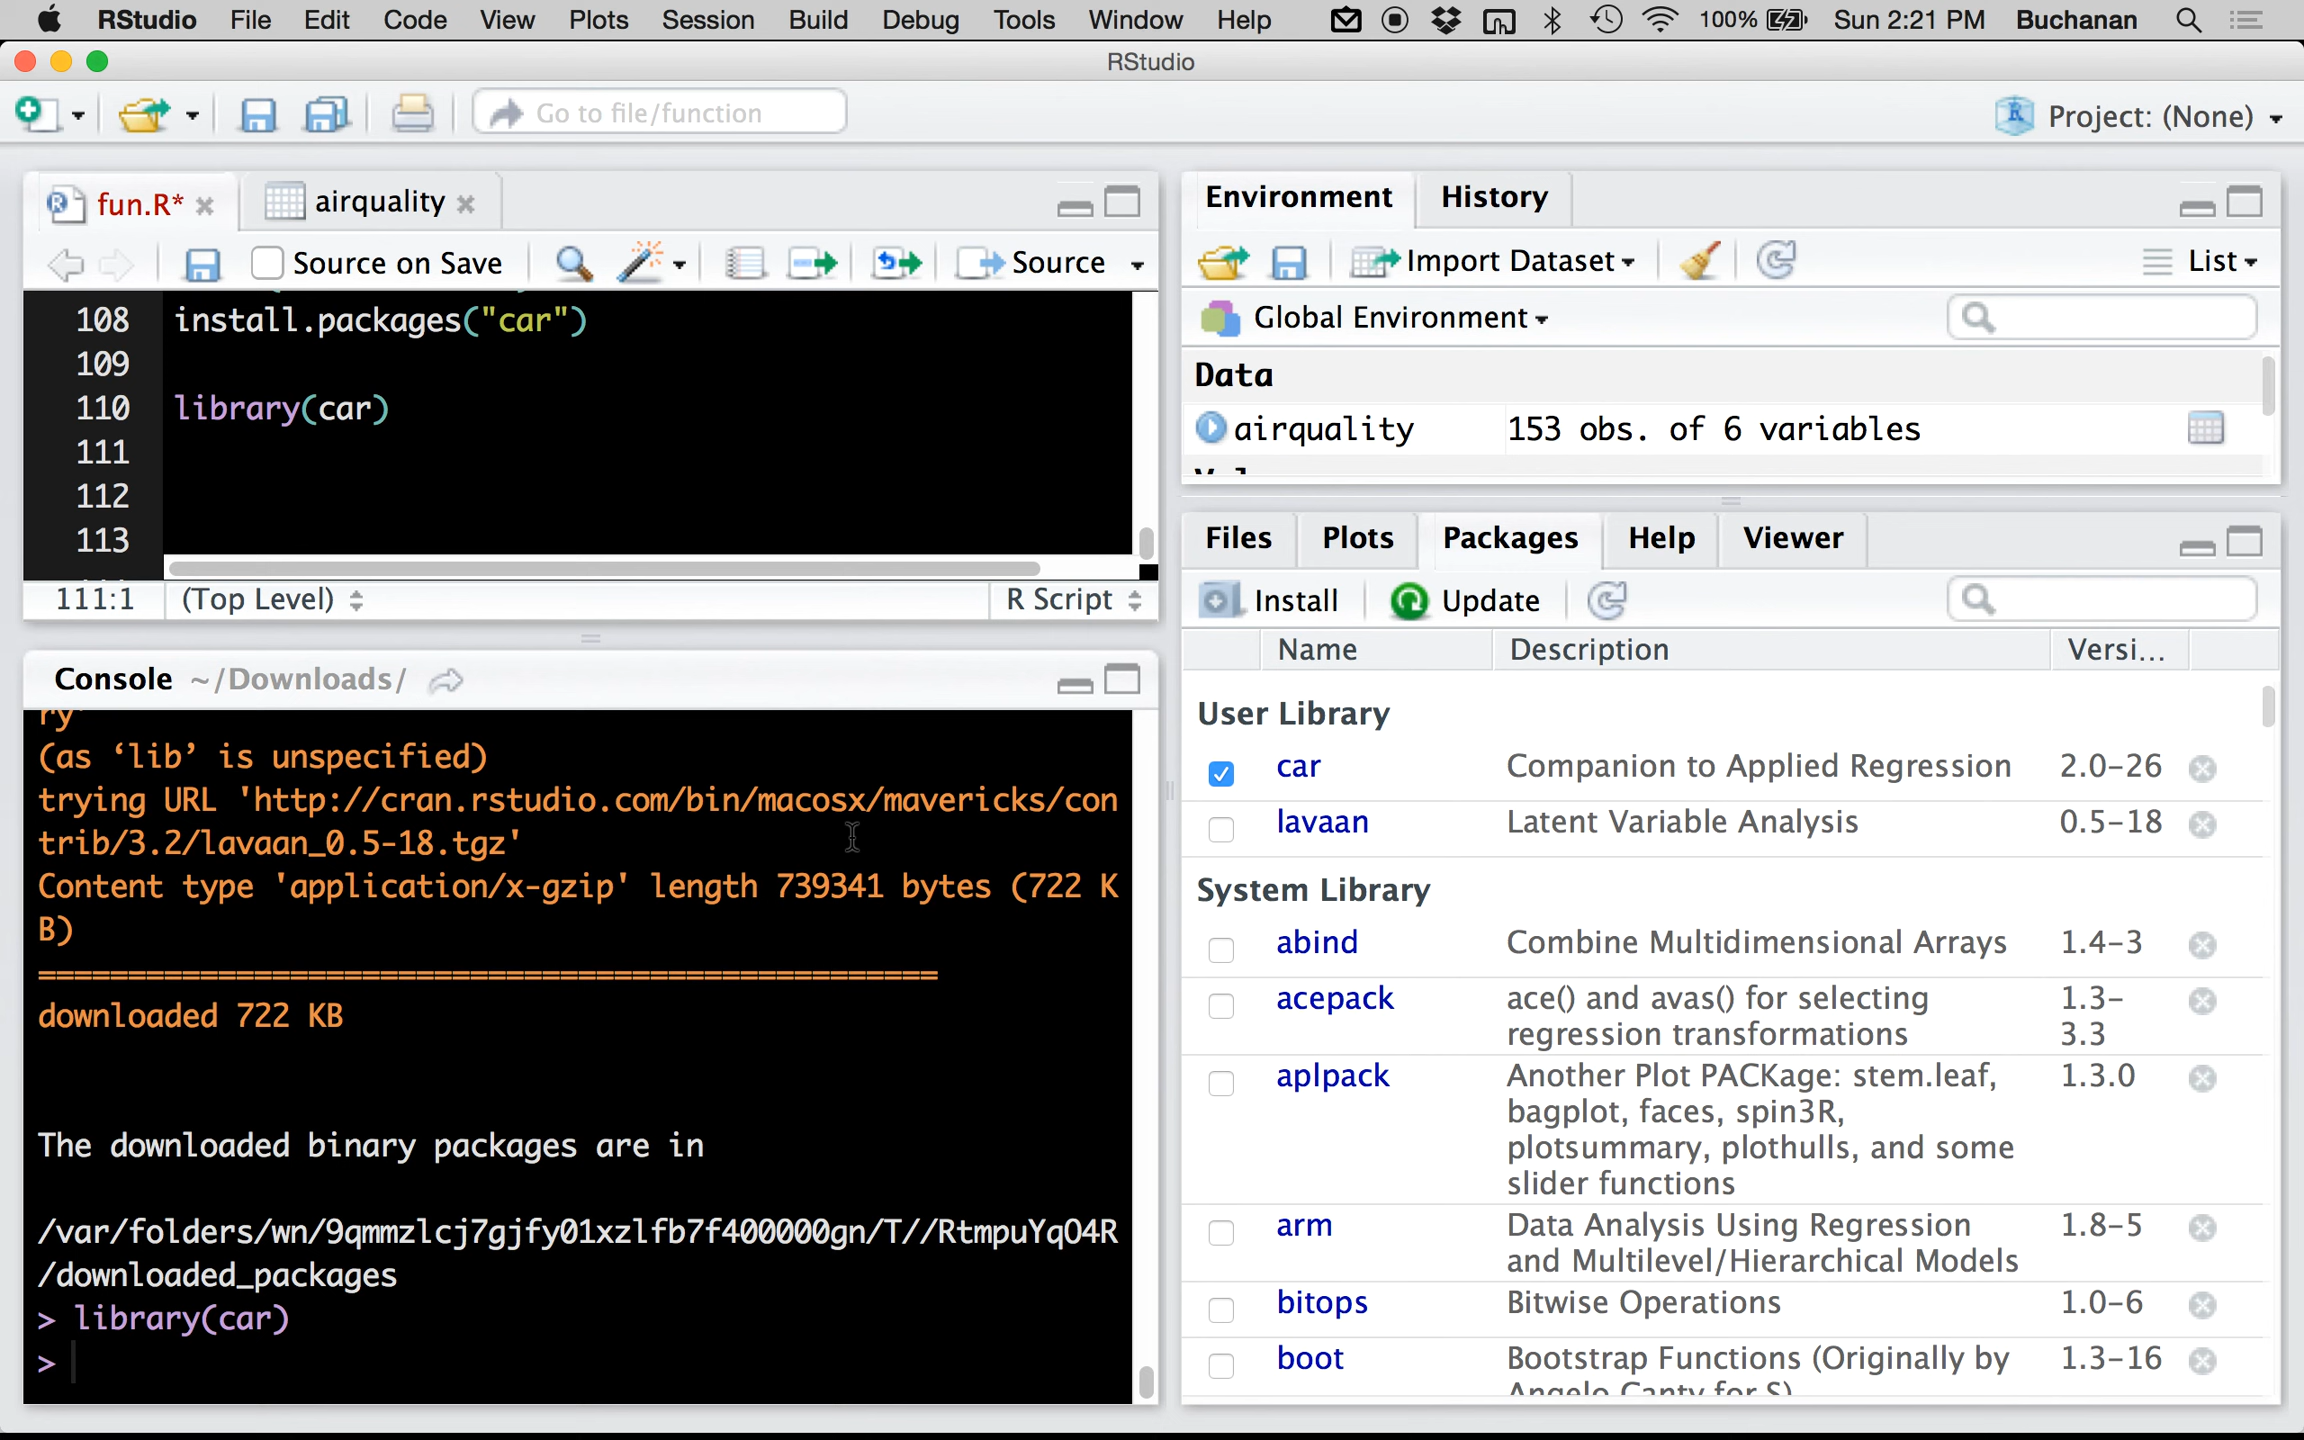 RStudio File Edit Code View Plots Session Build Debug Tools Window Help 100% Sun 2:21 PM Buchanan
RStudio
Go to file/function Project: (None)
fun.R* airquality
Source on Save Source
108 install.packages("car")
109
110 library(car)
111
112
113
111:1 (Top Level) R Script
Console ~/Downloads/
(as ‘lib’ is unspecified)
trying URL 'http://cran.rstudio.com/bin/macosx/mavericks/con
trib/3.2/lavaan_0.5-18.tgz'
Content type 'application/x-gzip' length 739341 bytes (722 K
B)
==================================================
downloaded 722 KB
The downloaded binary packages are in
/var/folders/wn/9qmmzlcj7gjfy01xzlfb7f400000gn/T//RtmpuYqO4R
/downloaded_packages
> library(car)
>
Environment History
Import Dataset List
Global Environment
Data
airquality 153 obs. of 6 variables
Files Plots Packages Help Viewer
Install Update
Name Description Versi...
User Library
car Companion to Applied Regression 2.0-26
lavaan Latent Variable Analysis 0.5-18
System Library
abind Combine Multidimensional Arrays 1.4-3
acepack ace() and avas() for selecting 1.3-
regression transformations 3.3
aplpack Another Plot PACKage: stem.leaf, 1.3.0
bagplot, faces, spin3R,
plotsummary, plothulls, and some
slider functions
arm Data Analysis Using Regression 1.8-5
and Multilevel/Hierarchical Models
bitops Bitwise Operations 1.0-6
boot Bootstrap Functions (Originally by 1.3-16
Angelo Canty for S)